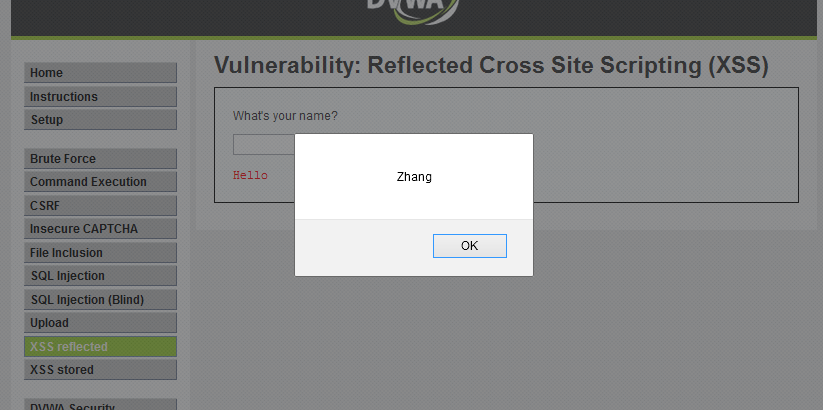 DVWA
Home
Instructions
Setup
Brute Force
Command Execution
CSRF
Insecure CAPTCHA
File Inclusion
SQL Injection
SQL Injection (Blind)
Upload
XSS reflected
XSS stored
DVWA Security
Vulnerability: Reflected Cross Site Scripting (XSS)
What's your name?
Hello
Zhang
OK